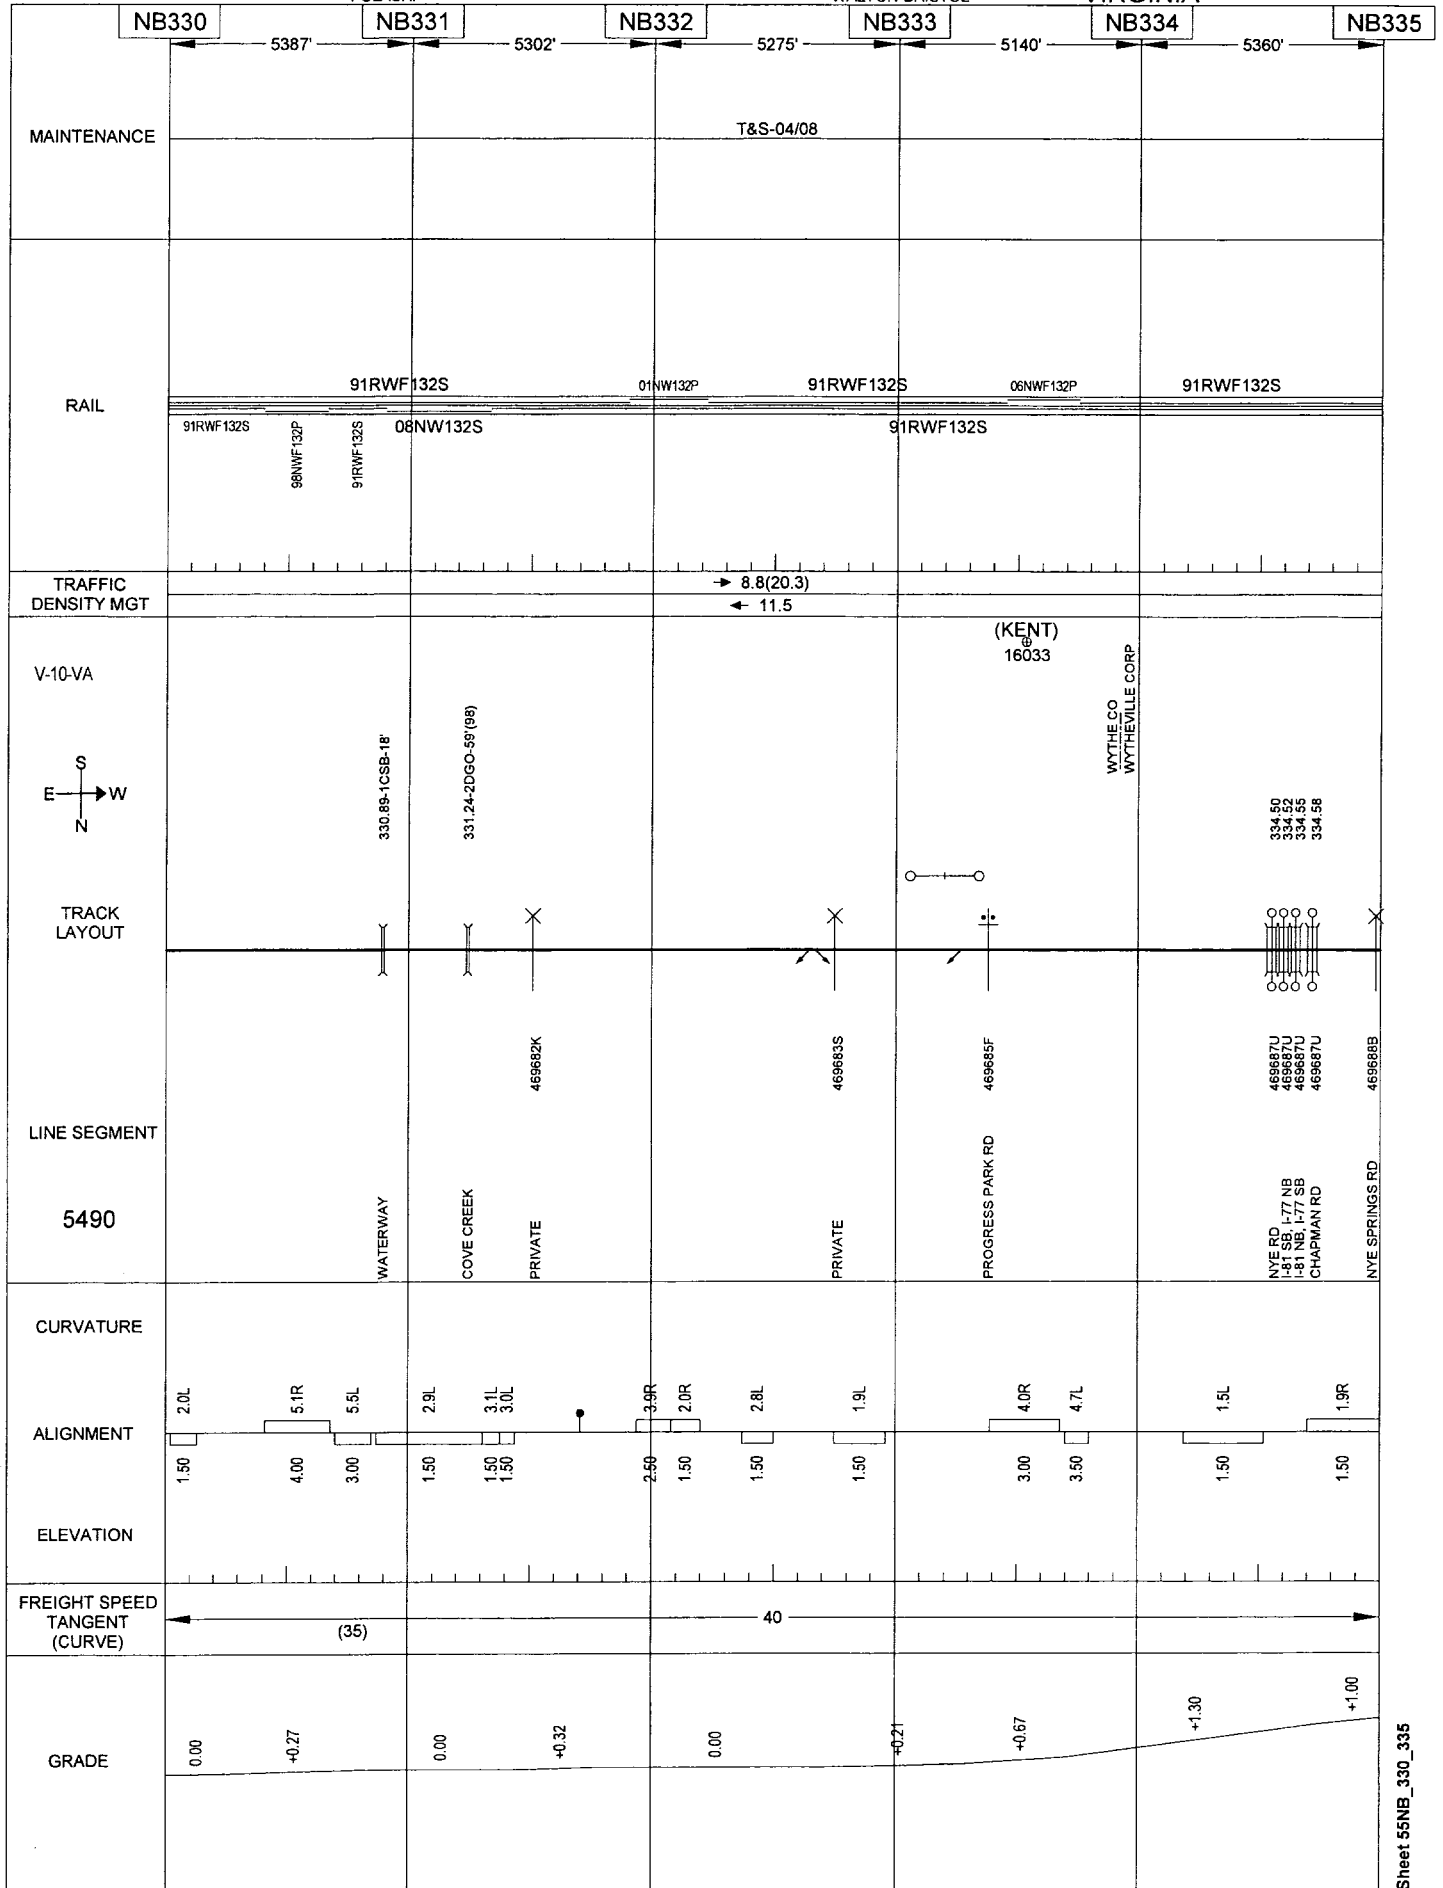 VIRGINIA
NB330 NB331 NB332 NB333 NB334 NB335
5387' 5302' 5275' 5140' 5360'
MAINTENANCE
T&S-04/08
RAIL
91RWF132S 01NW132P 91RWF132S 06NWF132P 91RWF132S
91RWF132S 98NWF132P 91RWF132S 08NW132S 91RWF132S
TRAFFIC
DENSITY MGT
8.8(20.3)
11.5
V-10-VA
(KENT)
16033
WYTHE CO
WYTHEVILLE CORP
S
E W
N
330.89-1CSB-18'
331.24-2DGO-59'(98)
334.50
334.52
334.55
334.58
TRACK
LAYOUT
469682K
469683S
469685F
469687U
469687U
469687U
469687U
469688B
LINE SEGMENT
5490
WATERWAY
COVE CREEK
PRIVATE
PRIVATE
PROGRESS PARK RD
NYE RD
I-81 SB, I-77 NB
I-81 NB, I-77 SB
CHAPMAN RD
NYE SPRINGS RD
CURVATURE
2.0L 5.1R 5.5L 2.9L 3.1L 3.0L 3.9R 2.0R 2.8L 1.9L 4.0R 4.7L 1.5L 1.9R
ALIGNMENT
1.50 4.00 3.00 1.50 1.50 1.50 2.50 1.50 1.50 1.50 3.00 3.50 1.50 1.50
ELEVATION
FREIGHT SPEED
TANGENT
(CURVE)
40
(35)
GRADE
0.00 +0.27 0.00 +0.32 0.00 +0.21 +0.67 +1.30 +1.00
Sheet 55NB_330_335